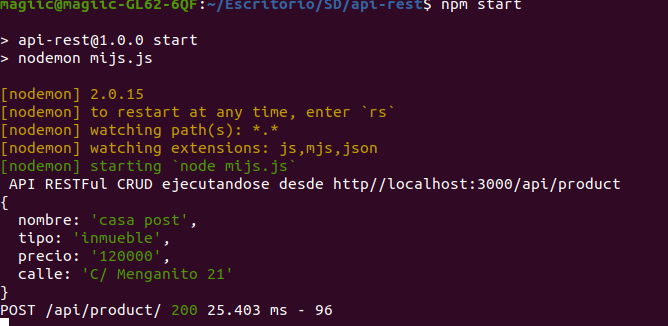 magiic@magiic-GL62-6QF:~/Escritorio/SD/api-rest$ npm start
> api-rest@1.0.0 start
> nodemon mijs.js
[nodemon] 2.0.15
[nodemon] to restart at any time, enter `rs`
[nodemon] watching path(s): *.*
[nodemon] watching extensions: js,mjs,json
[nodemon] starting `node mijs.js`
API RESTFul CRUD ejecutandose desde http//localhost:3000/api/product
{
nombre: 'casa post',
tipo: 'inmueble',
precio: '120000',
calle: 'C/ Menganito 21'
}
POST /api/product/ 200 25.403 ms - 96